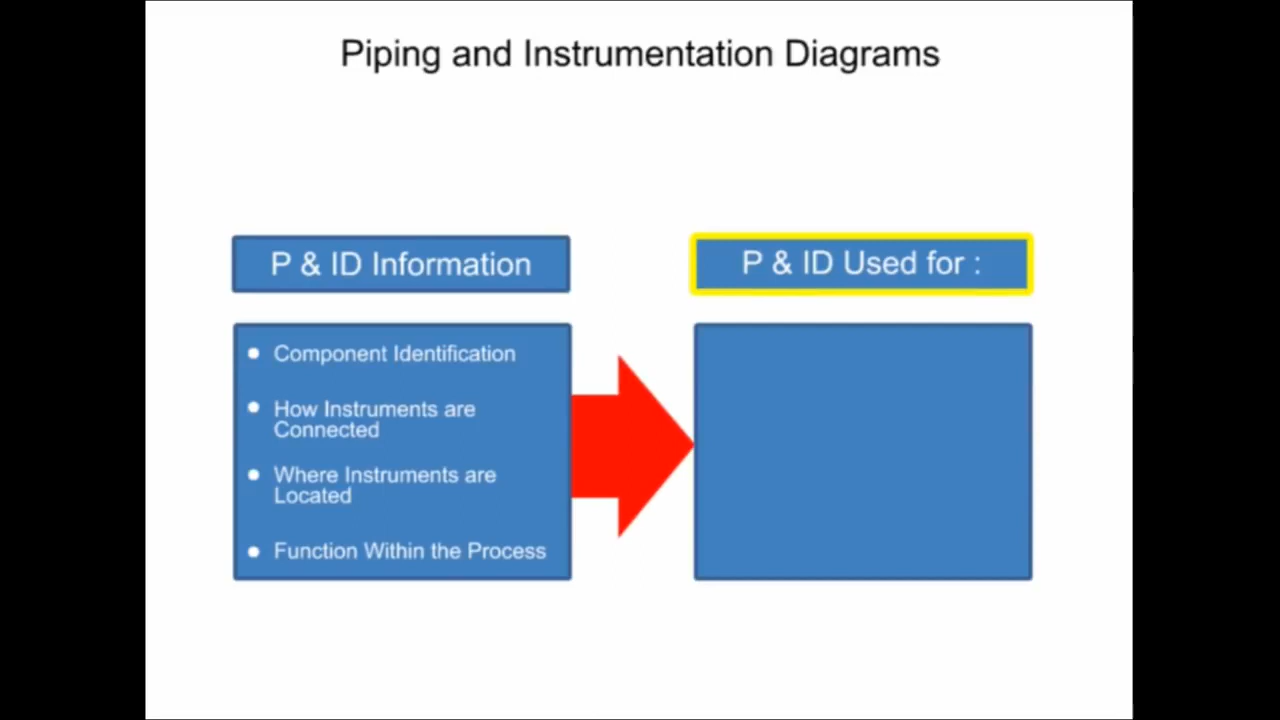 Piping and Instrumentation Diagrams
P & ID Information
P & ID Used for :
Component Identification
How Instruments are
Connected
Where Instruments are
Located
Function Within the Process